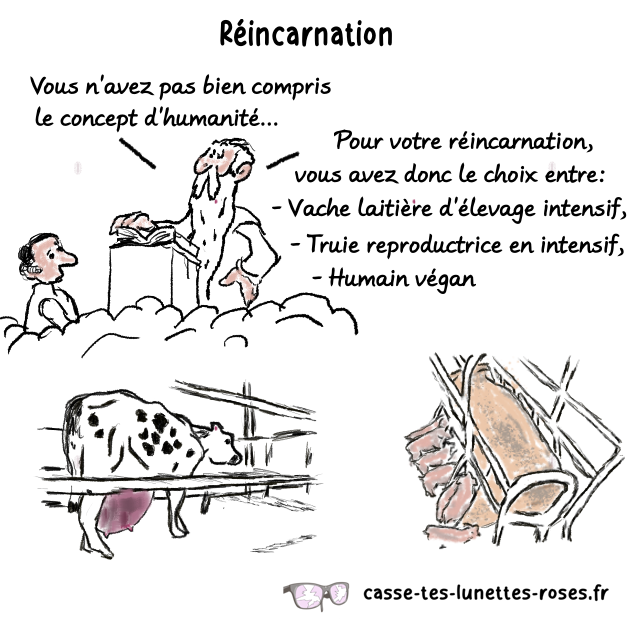 Réincarnation
Vous n'avez pas bien compris
le concept d'humanité...
Pour votre réincarnation,
vous avez donc le choix entre:
- Vache laitière d'élevage intensif,
- Truie reproductrice en intensif,
- Humain végan
casse-tes-lunettes-roses.fr